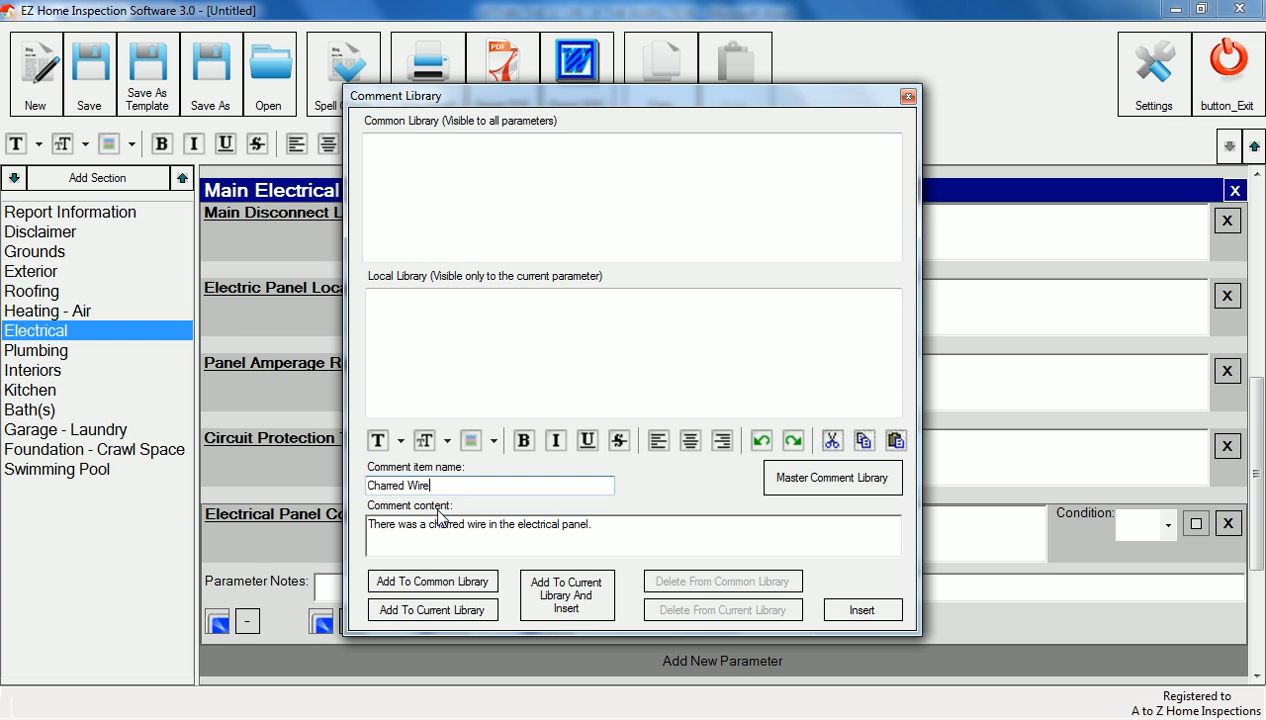 EZ Home Inspection Software 3.0 - [Untitled]
New
Save
Save As
Template
Save As
Open
Spell
PDF
Settings
button_Exit
Comment Library
Common Library (Visible to all parameters)
Add Section
Report Information
Disclaimer
Grounds
Exterior
Roofing
Heating - Air
Electrical
Plumbing
Interiors
Kitchen
Bath(s)
Garage - Laundry
Foundation - Crawl Space
Swimming Pool
Main Electrical
X
Main Disconnect L
X
Electric Panel Loca
X
Panel Amperage R
X
Circuit Protection T
X
Electrical Panel Co
Condition:
X
Parameter Notes:
-
Local Library (Visible only to the current parameter)
Comment item name:
Charred Wire
Master Comment Library
Comment content:
There was a charred wire in the electrical panel.
Add To Common Library
Add To Current Library
Add To Current
Library And
Insert
Delete From Common Library
Delete From Current Library
Insert
Add New Parameter
Registered to
A to Z Home Inspections